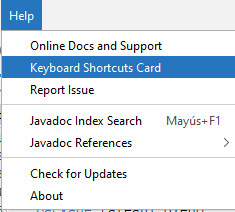 Help
Online Docs and Support
Keyboard Shortcuts Card
Report Issue
Javadoc Index Search Mayús+F1
Javadoc References
Check for Updates
About